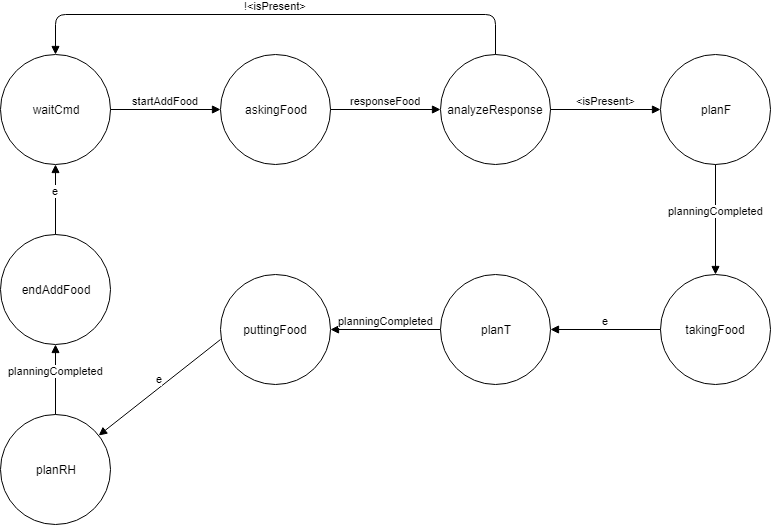 !<isPresent>
waitCmd
startAddFood
askingFood
responseFood
analyzeResponse
<isPresent>
planF
e
planningCompleted
endAddFood
puttingFood
planningCompleted
planT
e
takingFood
planningCompleted
e
planRH